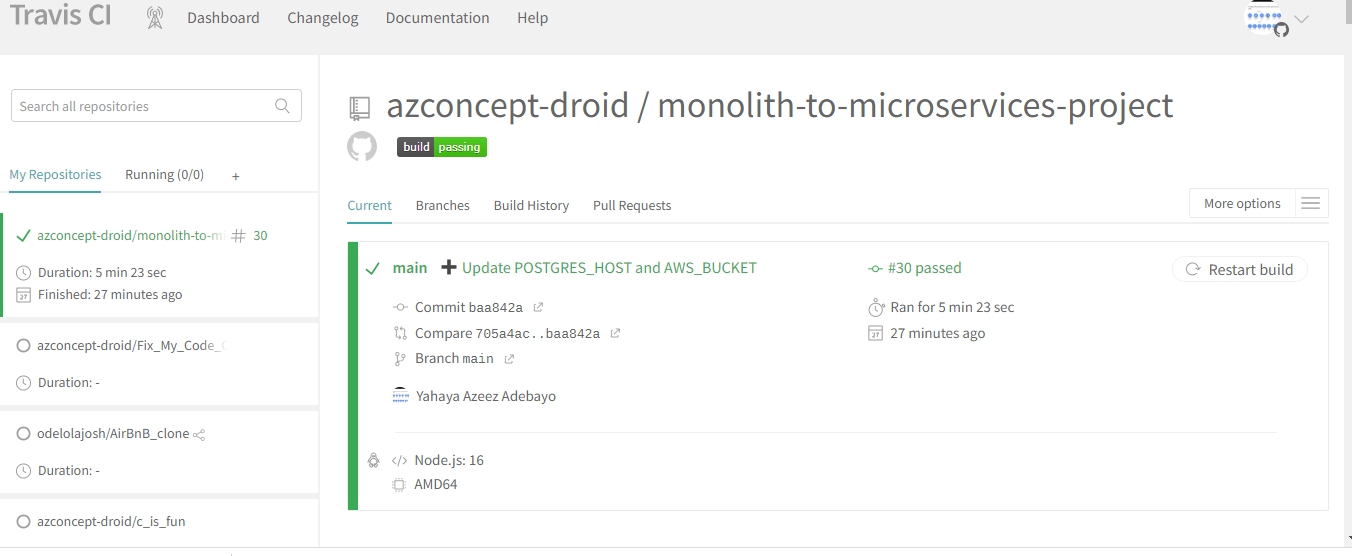 Travis CI
Dashboard
Changelog
Documentation
Help
Search all repositories
My Repositories
Running (0/0)
+
azconcept-droid/monolith-to-mi
# 30
Duration: 5 min 23 sec
Finished: 27 minutes ago
azconcept-droid/Fix_My_Code_C
Duration: -
odelolajosh/AirBnB_clone
Duration: -
azconcept-droid/c_is_fun
azconcept-droid / monolith-to-microservices-project
build passing
Current
Branches
Build History
Pull Requests
More options
main
➕ Update POSTGRES_HOST and AWS_BUCKET
Commit baa842a
Compare 705a4ac..baa842a
Branch main
Yahaya Azeez Adebayo
#30 passed
Ran for 5 min 23 sec
27 minutes ago
Restart build
</> Node.js: 16
AMD64